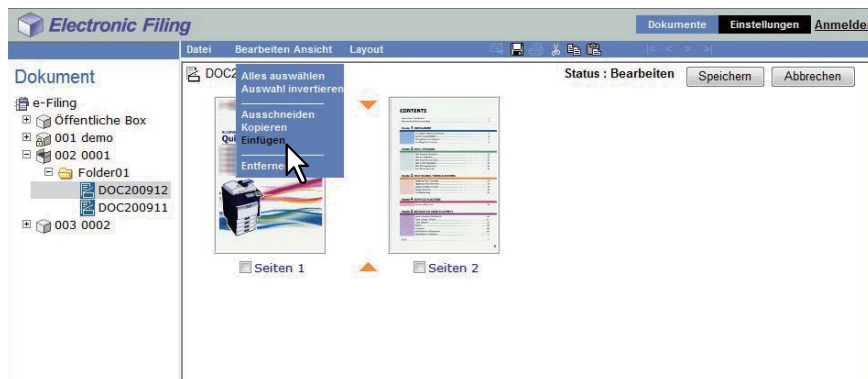 Electronic Filing
Dokumente Einstellungen Anmelde
Datei Bearbeiten Ansicht Layout |< < > >|
Dokument
e-Filing
Öffentliche Box
001 demo
002 0001
Folder01
DOC200912
DOC200911
003 0002
DOC2
Status : Bearbeiten Speichern Abbrechen
Alles auswählen
Auswahl invertieren
Ausschneiden
Kopieren
Einfügen
Entferne
Qui
CONTENTS
Seiten 1 Seiten 2